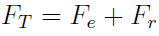 F_T = F_e + F_r